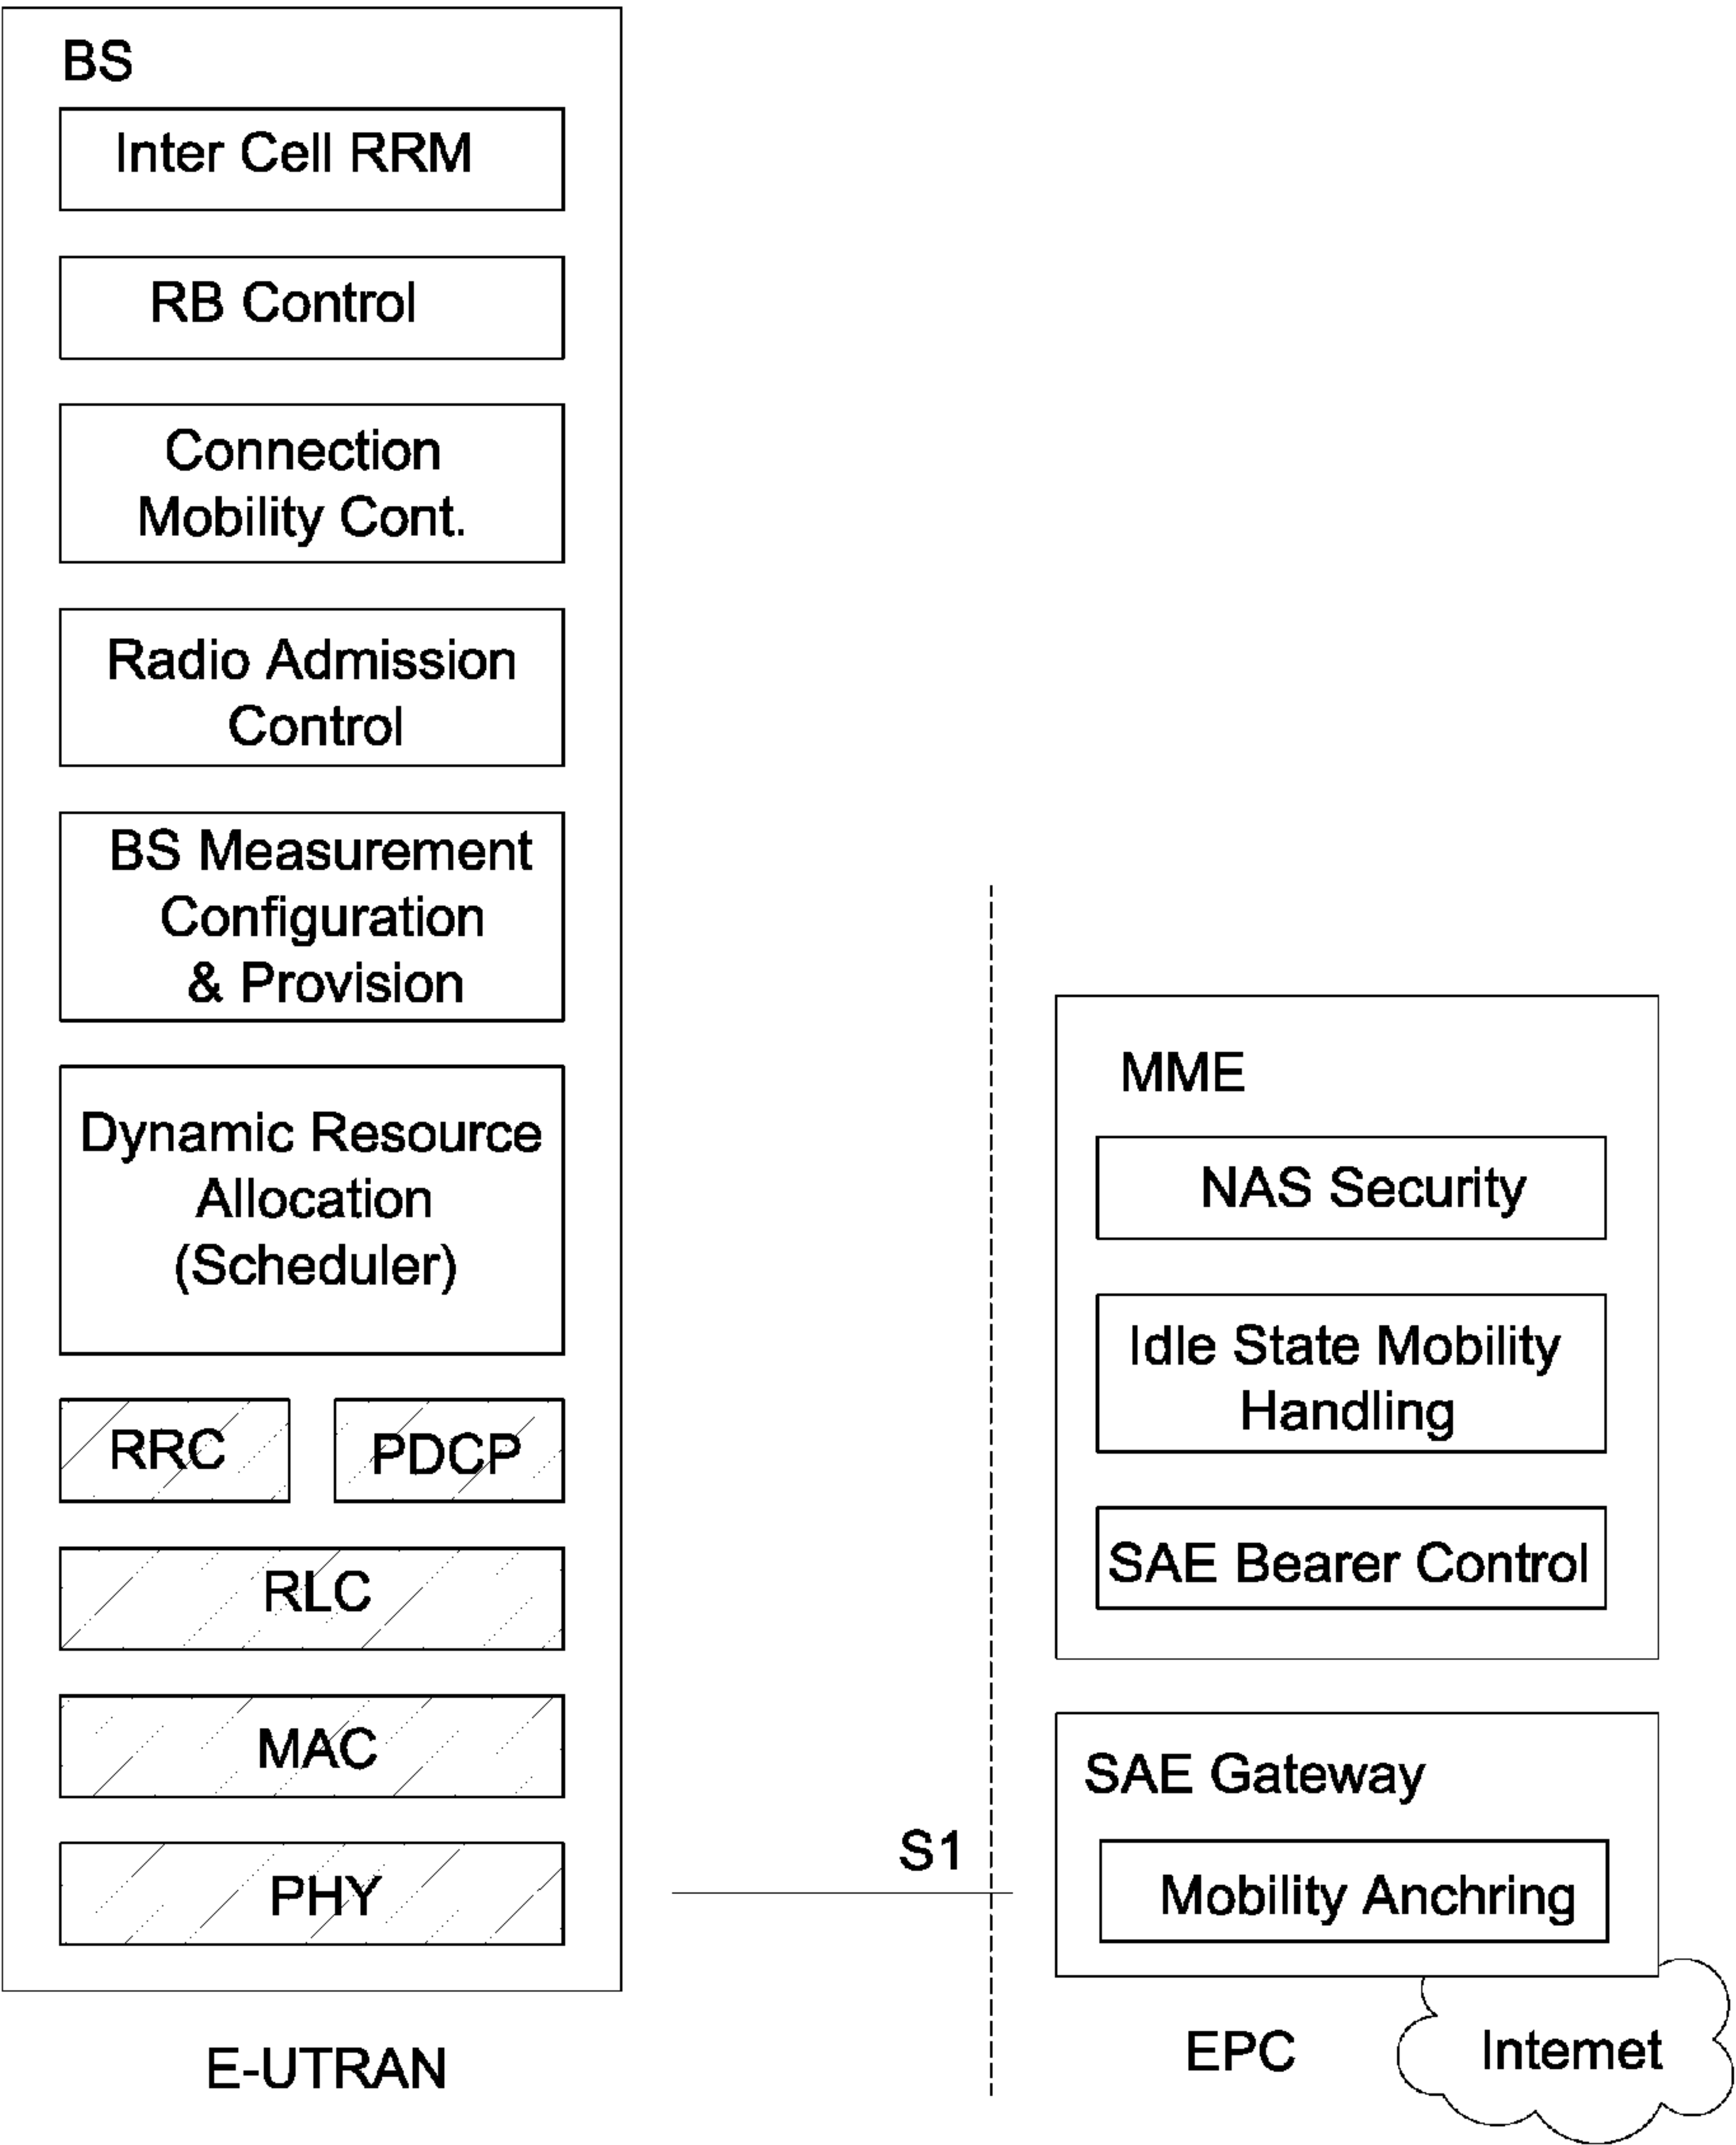 BS
Inter Cell RRM
RB Control
Connection
Mobility Cont.
Radio Admission
Control
BS Measurement
Configuration
& Provision
Dynamic Resource
Allocation
(Scheduler)
RRC
PDCP
RLC
MAC
PHY
E-UTRAN
S1
MME
NAS Security
Idle State Mobility
Handling
SAE Bearer Control
SAE Gateway
Mobility Anchring
EPC
Internet